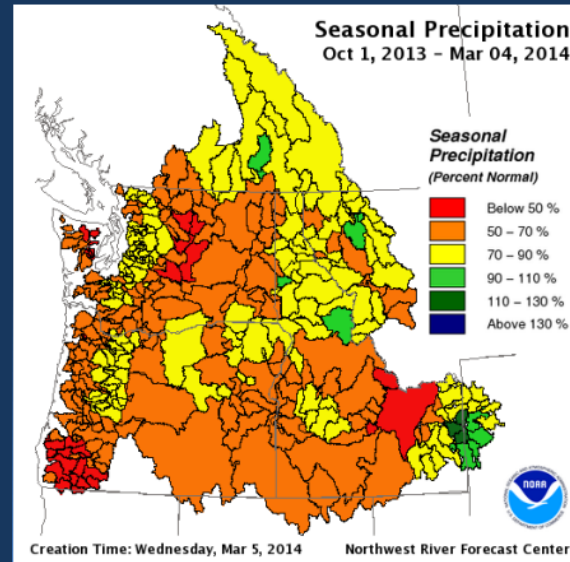 Seasonal Precipitation
Oct 1, 2013 – Mar 04, 2014
Seasonal
Precipitation
(Percent Normal)
Below 50 %
50 – 70 %
70 – 90 %
90 – 110 %
110 – 130 %
Above 130 %
NOAA
Creation Time: Wednesday, Mar 5, 2014 Northwest River Forecast Center